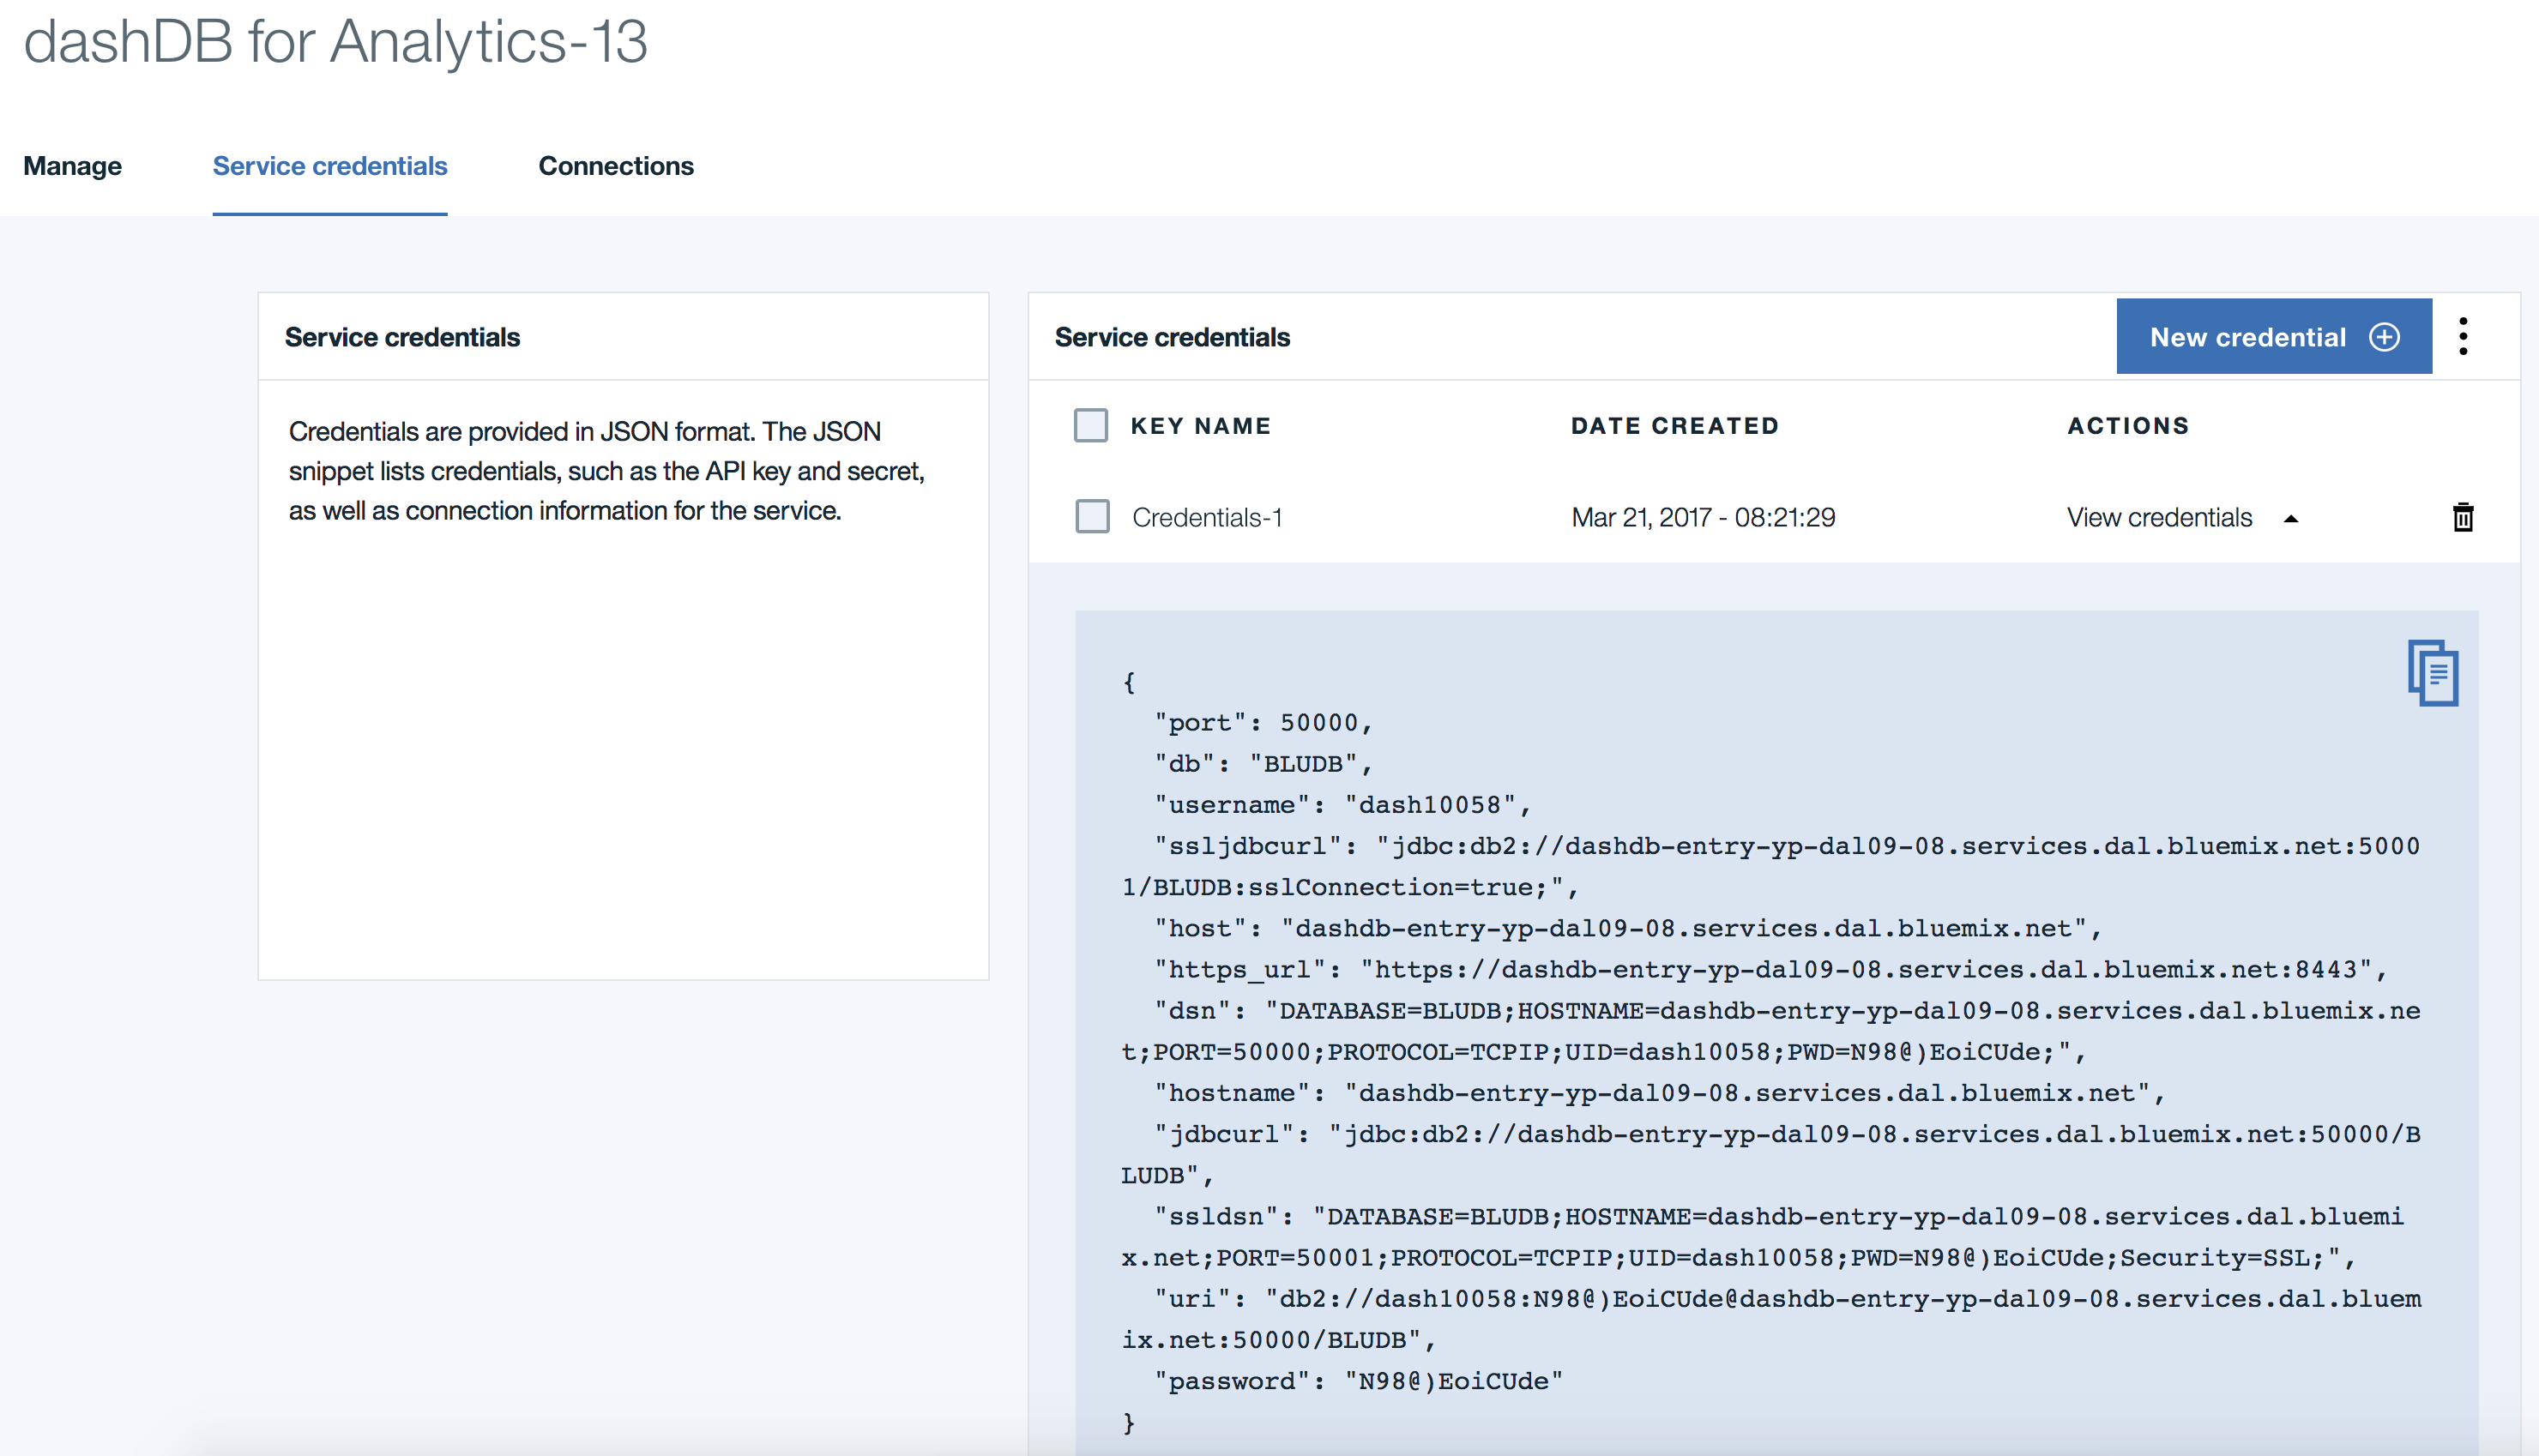 dashDB for Analytics-13
Manage
Service credentials
Connections
Service credentials
Credentials are provided in JSON format. The JSON
snippet lists credentials, such as the API key and secret,
as well as connection information for the service.
Service credentials
New credential
KEY NAME
DATE CREATED
ACTIONS
Credentials-1
Mar 21, 2017 - 08:21:29
View credentials
{
  "port": 50000,
  "db": "BLUDB",
  "username": "dash10058",
  "ssljdbcurl": "jdbc:db2://dashdb-entry-yp-dal09-08.services.dal.bluemix.net:5000
1/BLUDB:sslConnection=true;",
  "host": "dashdb-entry-yp-dal09-08.services.dal.bluemix.net",
  "https_url": "https://dashdb-entry-yp-dal09-08.services.dal.bluemix.net:8443",
  "dsn": "DATABASE=BLUDB;HOSTNAME=dashdb-entry-yp-dal09-08.services.dal.bluemix.ne
t;PORT=50000;PROTOCOL=TCPIP;UID=dash10058;PWD=N98@)EoiCUde;",
  "hostname": "dashdb-entry-yp-dal09-08.services.dal.bluemix.net",
  "jdbcurl": "jdbc:db2://dashdb-entry-yp-dal09-08.services.dal.bluemix.net:50000/B
LUDB",
  "ssldsn": "DATABASE=BLUDB;HOSTNAME=dashdb-entry-yp-dal09-08.services.dal.bluemi
x.net;PORT=50001;PROTOCOL=TCPIP;UID=dash10058;PWD=N98@)EoiCUde;Security=SSL;",
  "uri": "db2://dash10058:N98@)EoiCUde@dashdb-entry-yp-dal09-08.services.dal.bluem
ix.net:50000/BLUDB",
  "password": "N98@)EoiCUde"
}